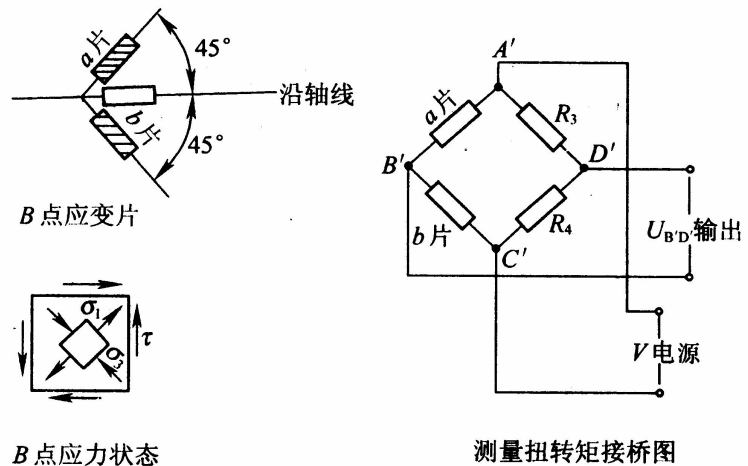 a片
45°
沿轴线
b片
45°
B点应变片
σ₁
τ
σ₃
B点应力状态
A′
a片
R₃
B′
D′
b片
R₄
C′
U_B′D′输出
V电源
测量扭转矩接桥图